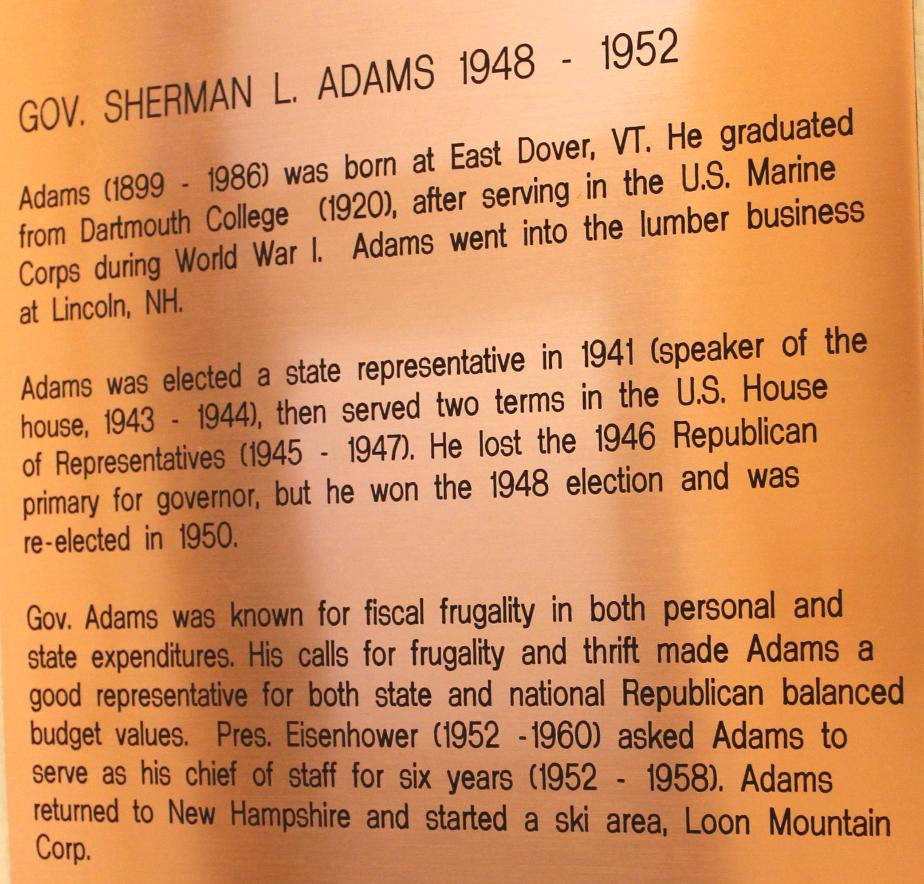 GOV. SHERMAN L. ADAMS 1948 - 1952
Adams (1899 - 1986) was born at East Dover, VT. He graduated
from Dartmouth College (1920), after serving in the U.S. Marine
Corps during World War I. Adams went into the lumber business
at Lincoln, NH.
Adams was elected a state representative in 1941 (speaker of the
house, 1943 - 1944), then served two terms in the U.S. House
of Representatives (1945 - 1947). He lost the 1946 Republican
primary for governor, but he won the 1948 election and was
re-elected in 1950.
Gov. Adams was known for fiscal frugality in both personal and
state expenditures. His calls for frugality and thrift made Adams a
good representative for both state and national Republican balanced
budget values. Pres. Eisenhower (1952 -1960) asked Adams to
serve as his chief of staff for six years (1952 - 1958). Adams
returned to New Hampshire and started a ski area, Loon Mountain
Corp.